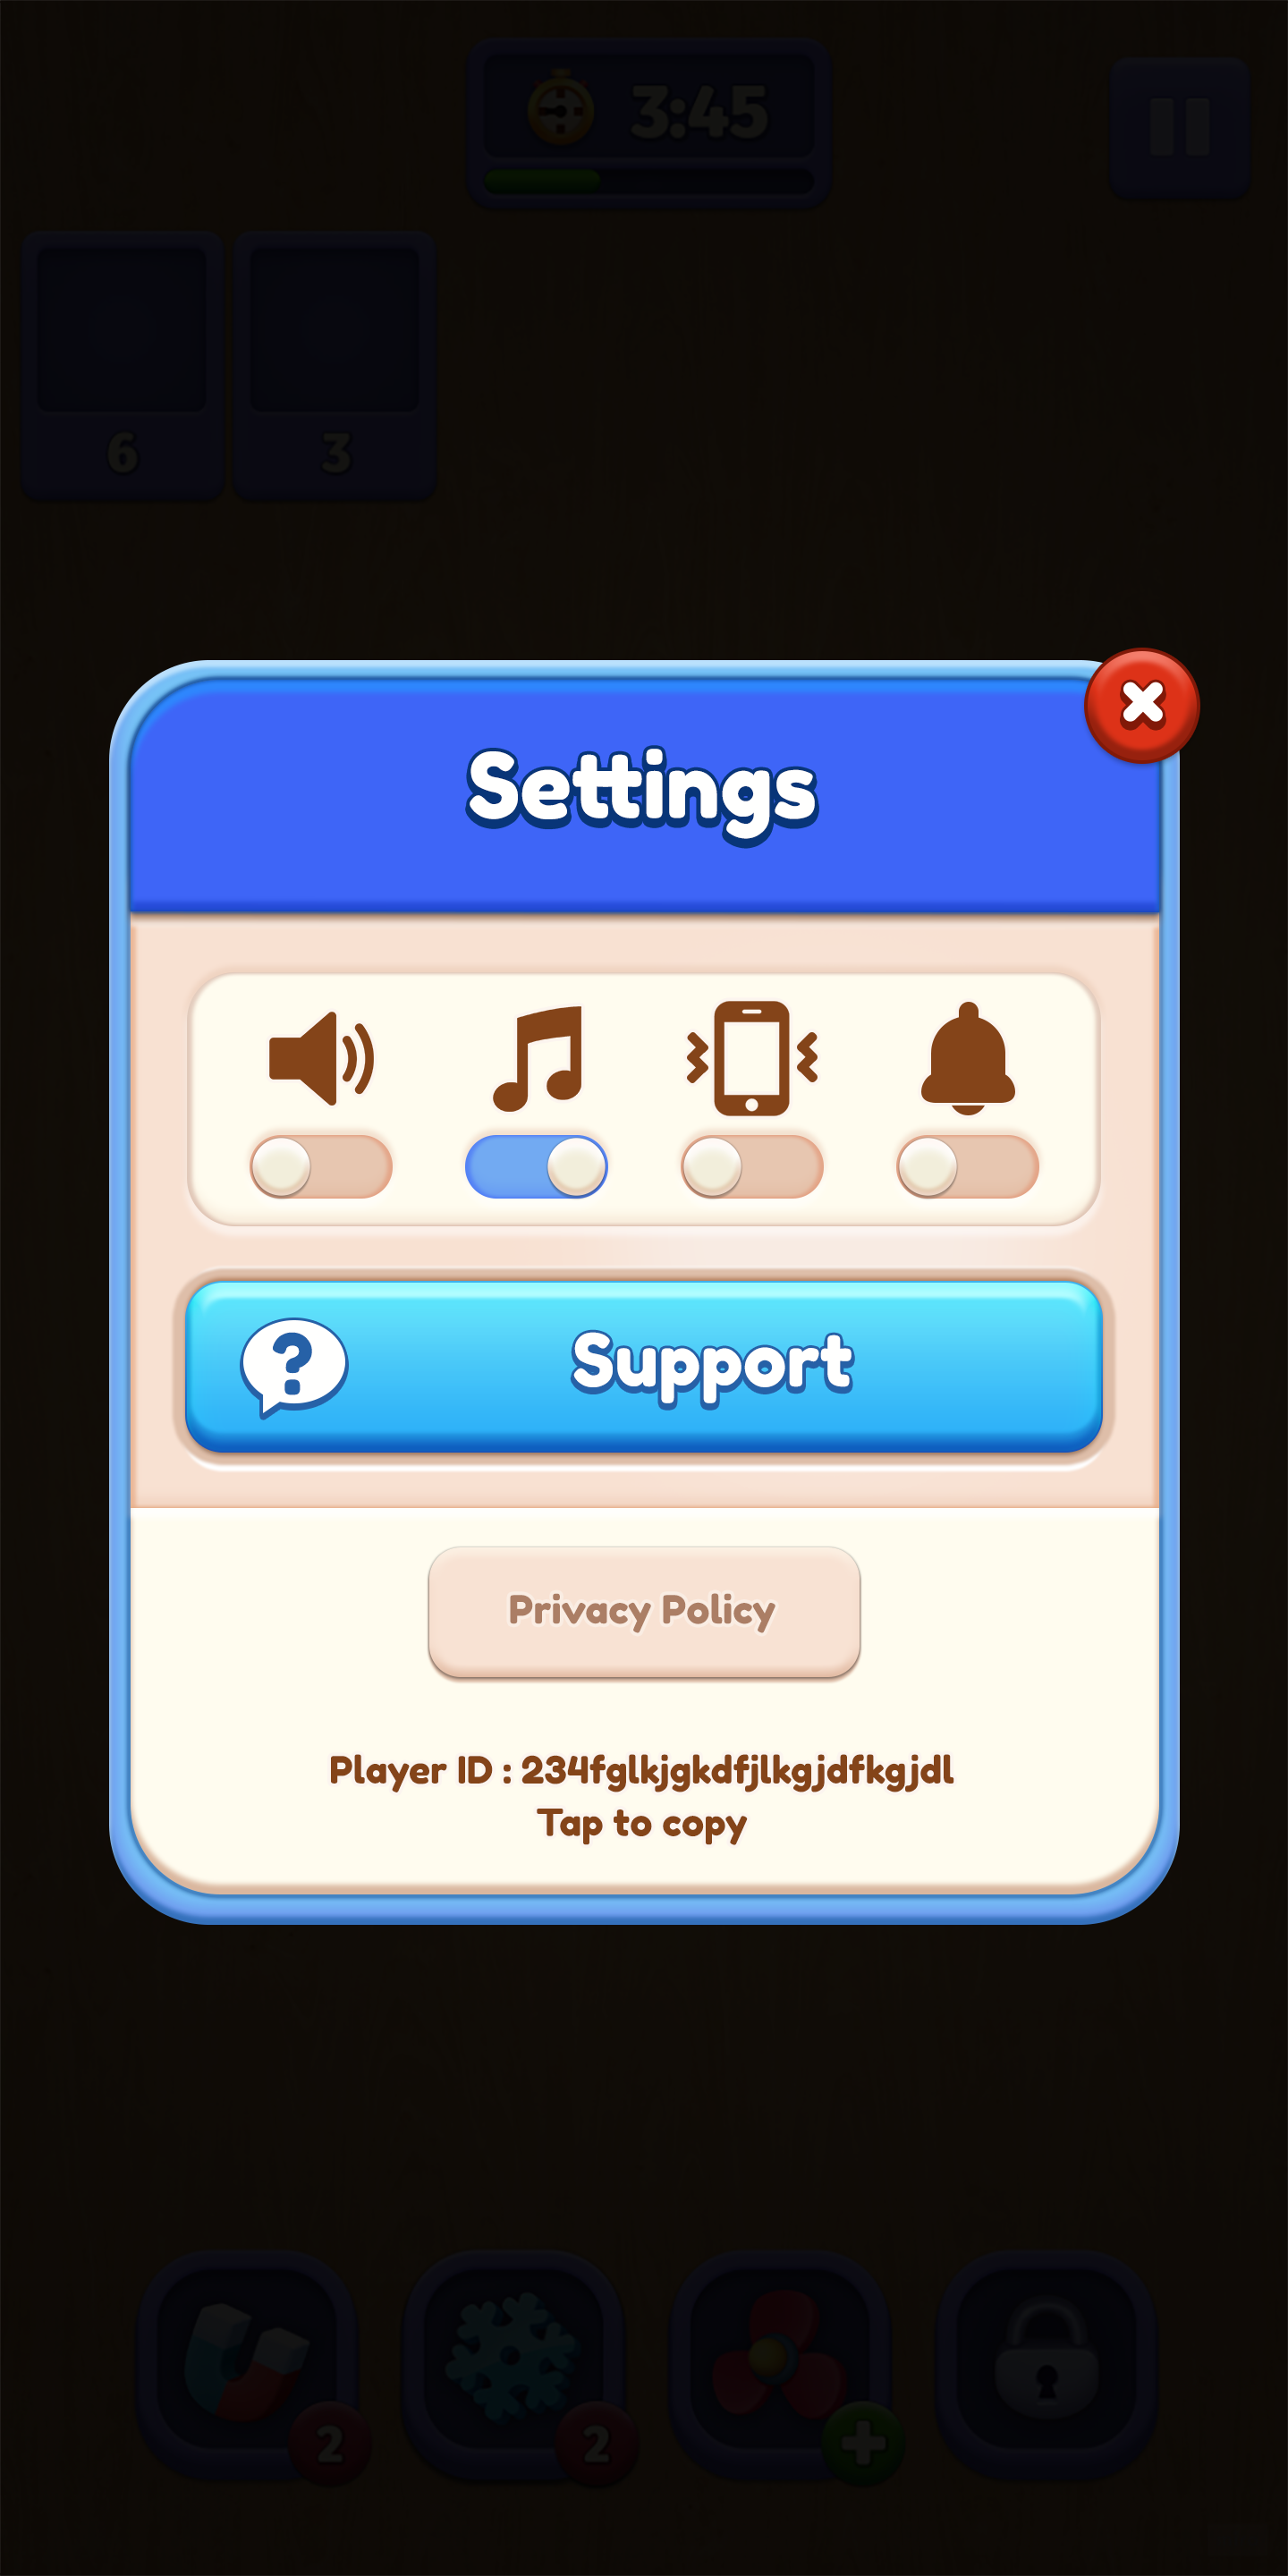 3:45
6 3
Settings
Support
Privacy Policy
Player ID : 234fglkjgkdfjlkgjdfkgjdl
Tap to copy
2 2